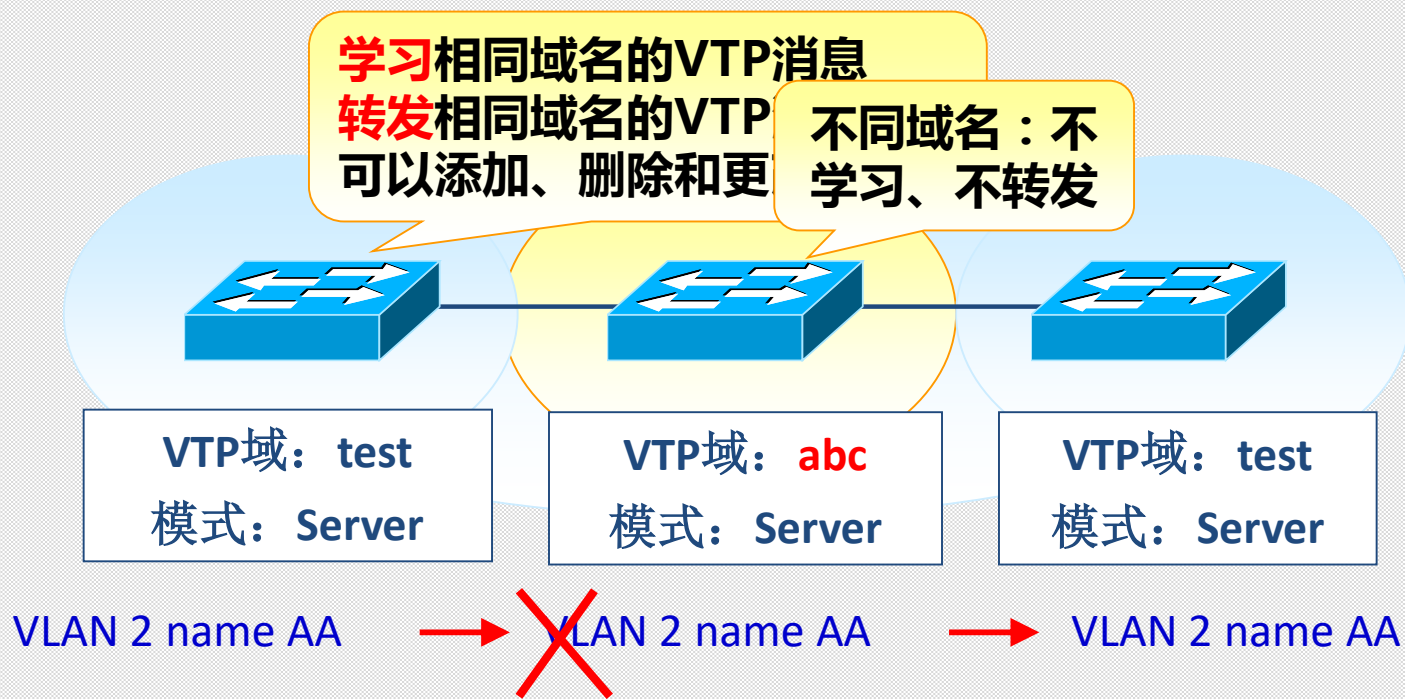 学习相同域名的VTP消息
转发相同域名的VTP
可以添加、删除和更
不同域名：不
学习、不转发
VTP域：test
模式：Server
VTP域：abc
模式：Server
VTP域：test
模式：Server
VLAN 2 name AA
VLAN 2 name AA
VLAN 2 name AA